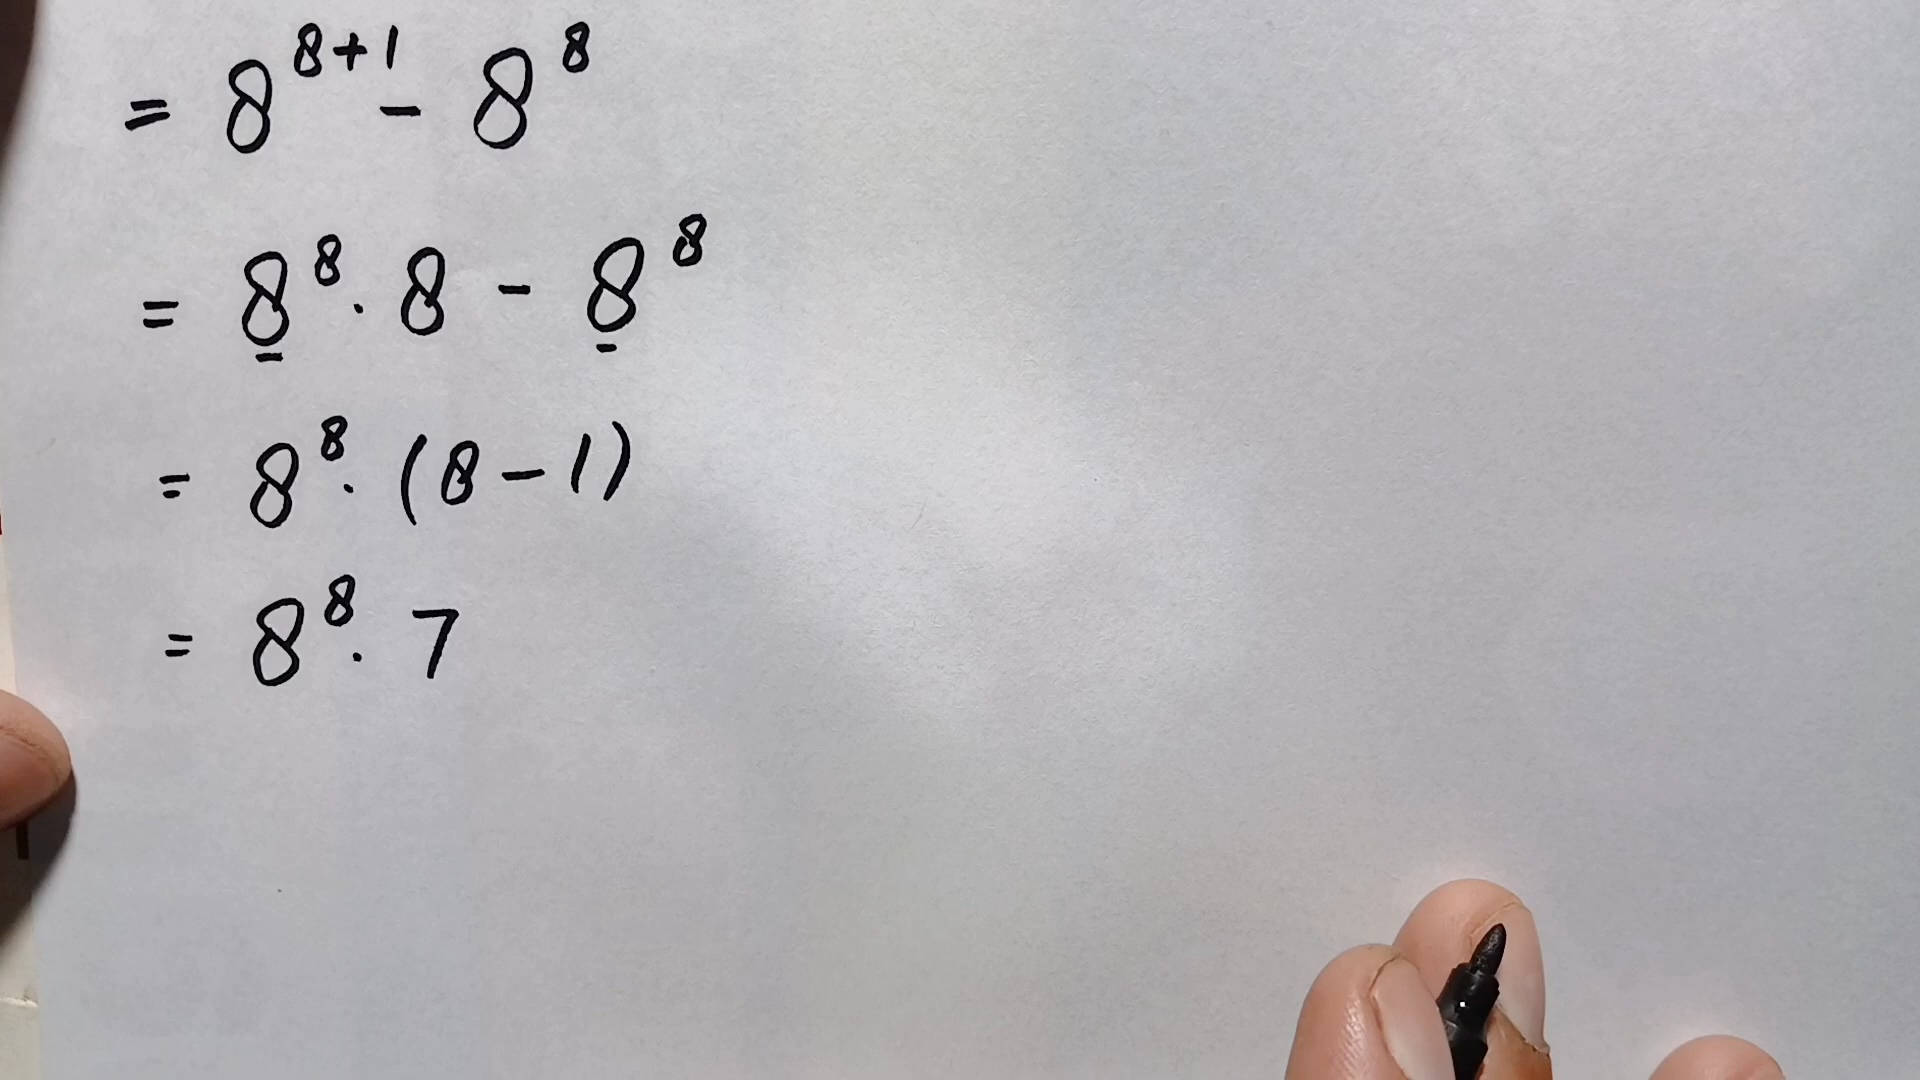 = 8^{8+1} - 8^8
= 8^8 · 8 - 8^8
= 8^8 · (8 - 1)
= 8^8 · 7